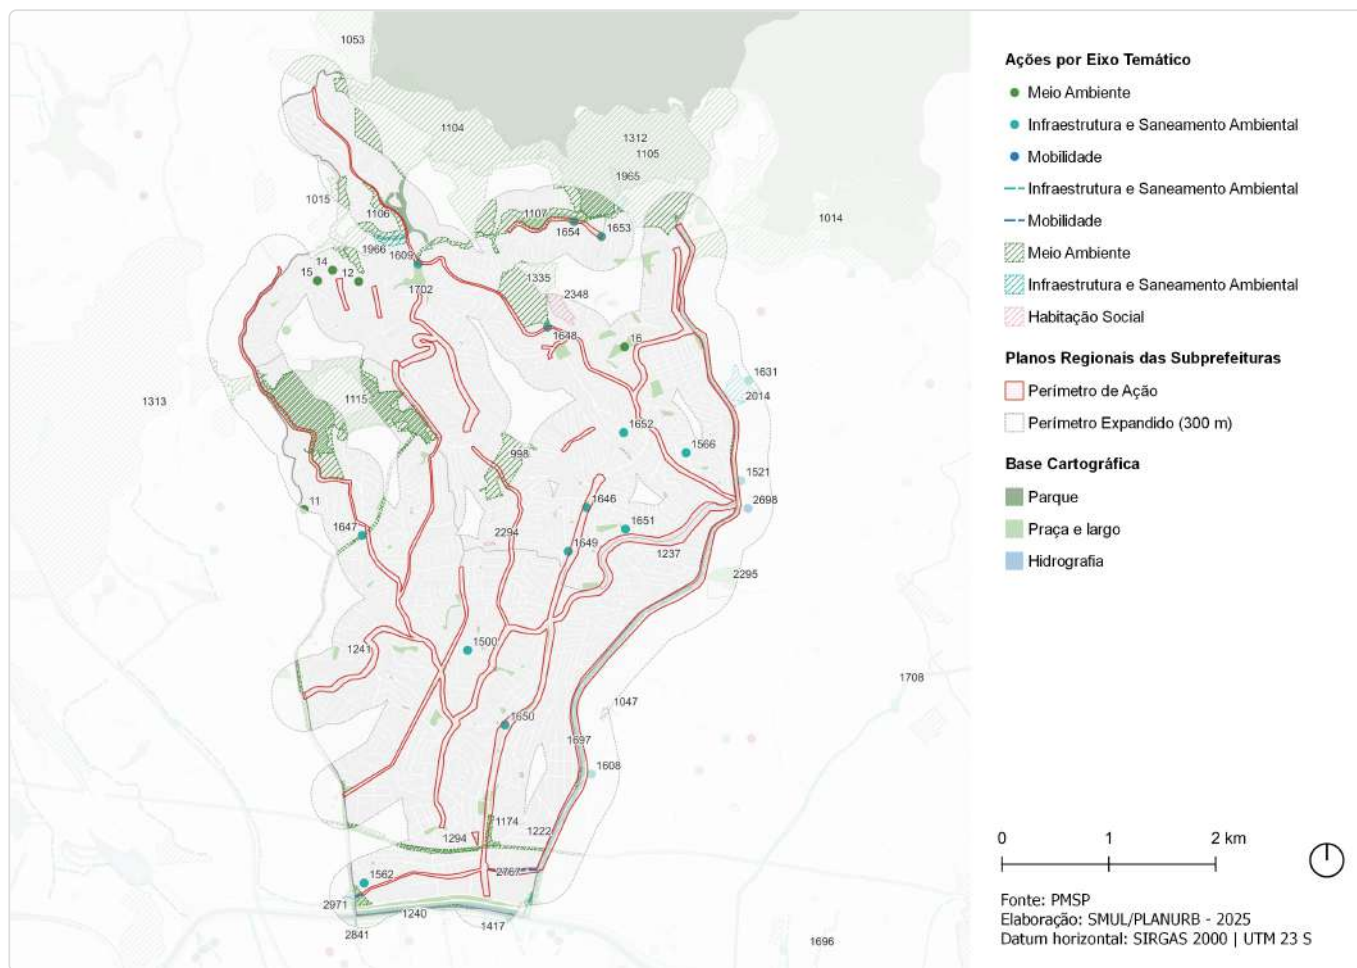 1053
1104
1312
1105
1965
1015
1106
1107
1014
1654
1653
1966
1609
14
15
12
1702
1335
2348
1648
16
1631
2014
1313
1115
1652
1566
998
1521
11
1646
2698
1647
1651
2294
1649
1237
2295
1241
1500
1708
1047
1650
1697
1608
1174
1294
1222
2767
1562
2971
1240
1417
2841
1696
Ações por Eixo Temático
Meio Ambiente
Infraestrutura e Saneamento Ambiental
Mobilidade
Infraestrutura e Saneamento Ambiental
Mobilidade
Meio Ambiente
Infraestrutura e Saneamento Ambiental
Habitação Social
Planos Regionais das Subprefeituras
Perímetro de Ação
Perímetro Expandido (300 m)
Base Cartográfica
Parque
Praça e largo
Hidrografia
0 1 2 km
Fonte: PMSP
Elaboração: SMUL/PLANURB - 2025
Datum horizontal: SIRGAS 2000 | UTM 23 S